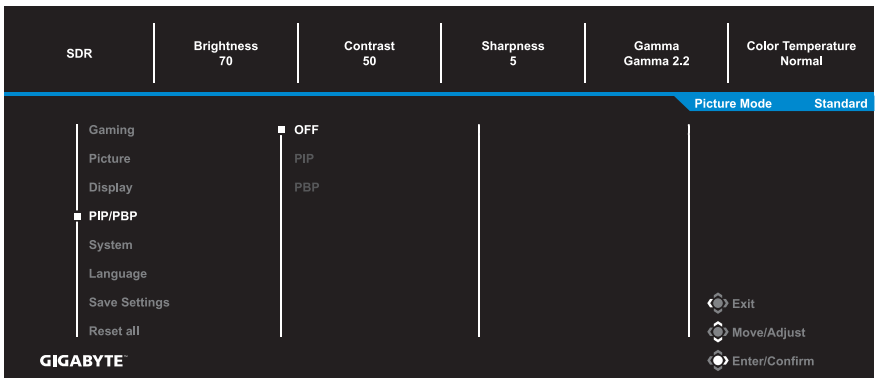 SDR
Brightness
70
Contrast
50
Sharpness
5
Gamma
Gamma 2.2
Color Temperature
Normal
Picture Mode Standard
Gaming
Picture
Display
PIP/PBP
System
Language
Save Settings
Reset all
OFF
PIP
PBP
Exit
Move/Adjust
Enter/Confirm
GIGABYTE™